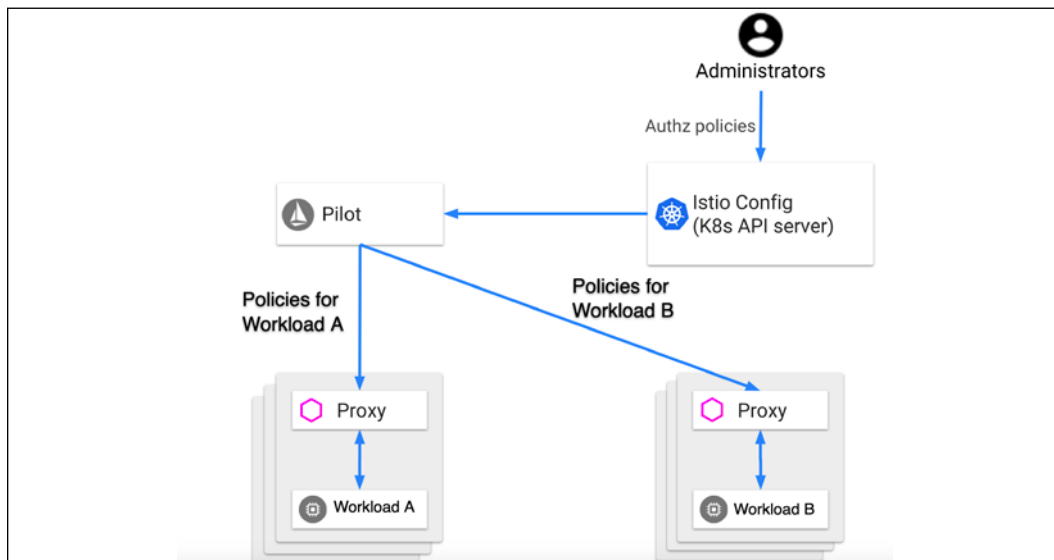 Administrators
Authz policies
Istio Config
(K8s API server)
Pilot
Policies for
Workload A
Policies for
Workload B
Proxy
Proxy
Workload A
Workload B